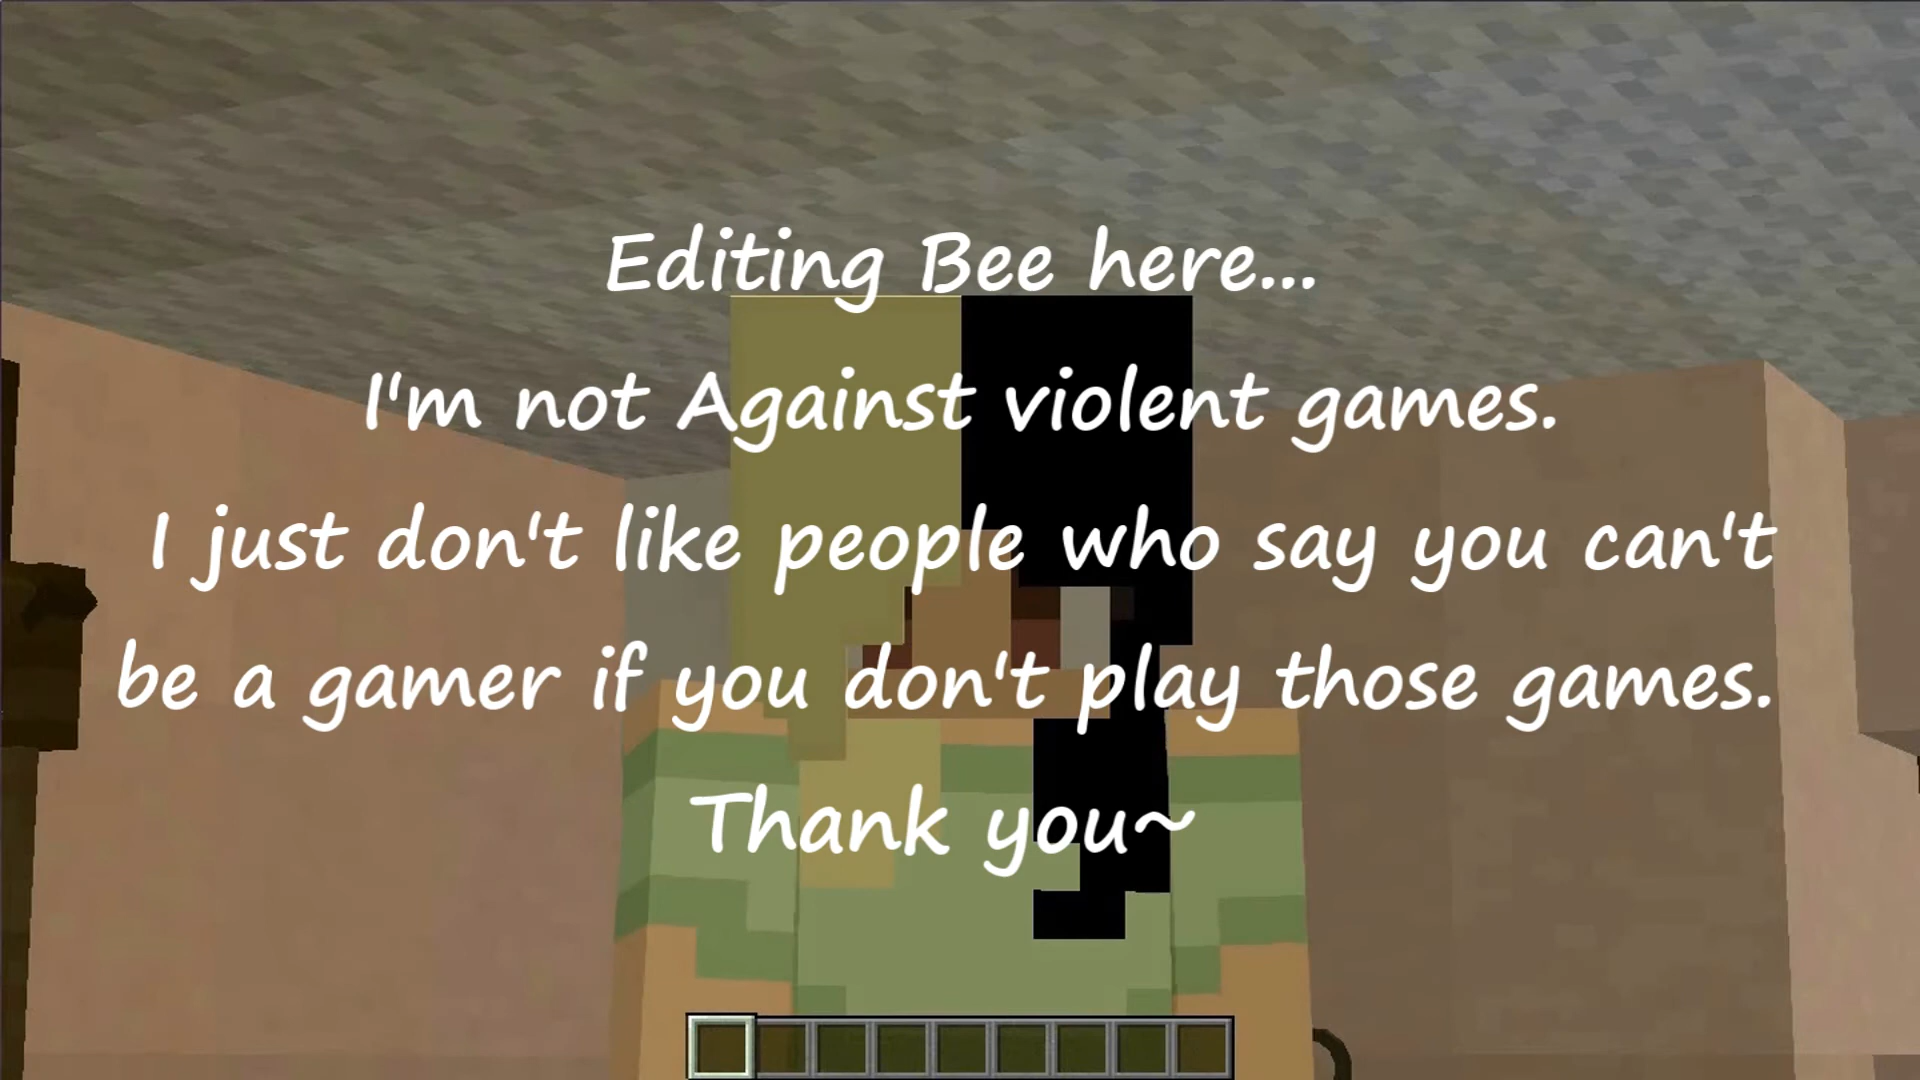 Editing Bee here...
I'm not Against violent games.
I just don't like people who say you can't
be a gamer if you don't play those games.
Thank you~